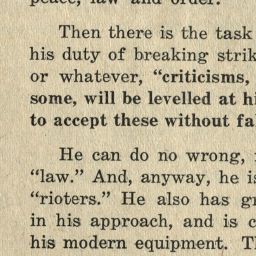 peace, law and order.
Then there is the task
his duty of breaking strik
or whatever, “criticisms,
some, will be levelled at hi
to accept these without fa
He can do no wrong,
“law.” And, anyway, he is
“rioters.” He also has gr
in his approach, and is c
his modern equipment. T